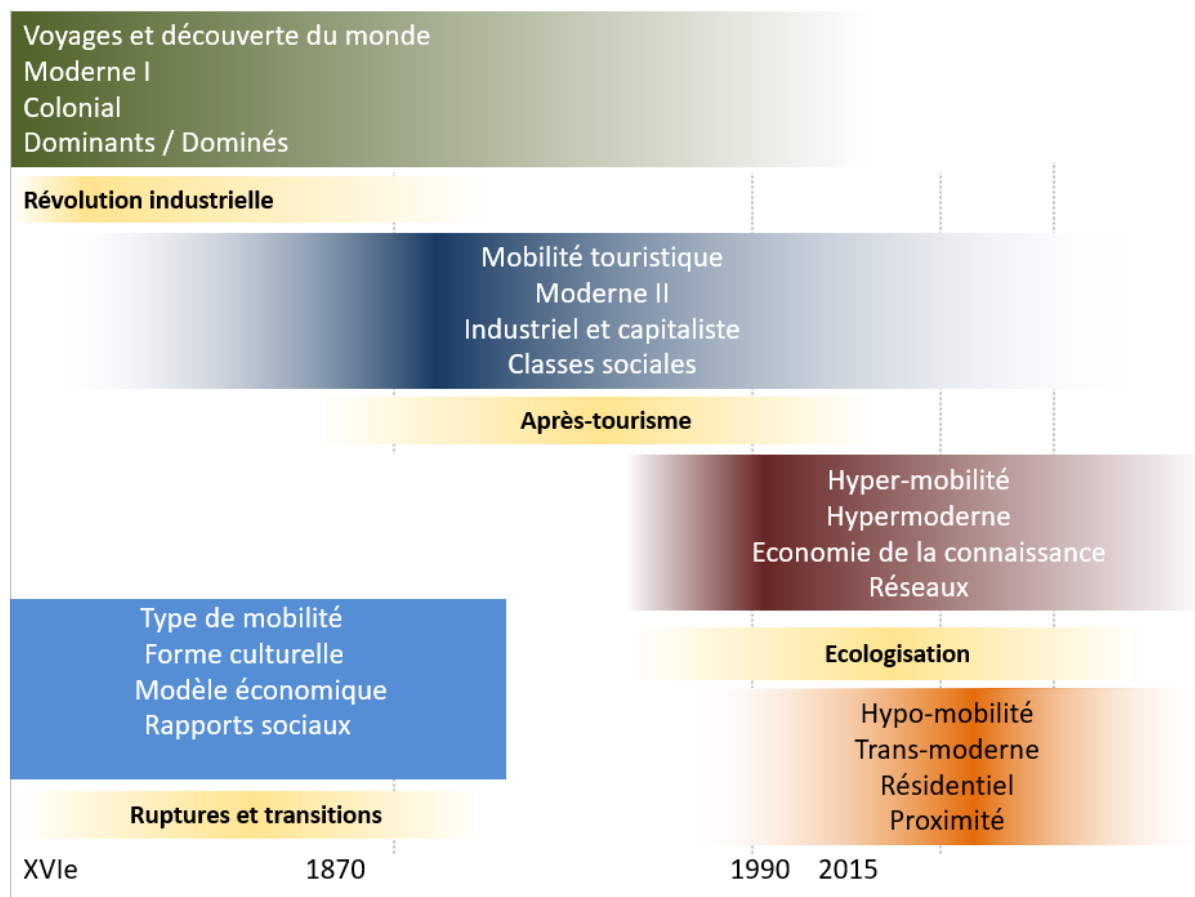 Voyages et découverte du monde
Moderne I
Colonial
Dominants / Dominés
Révolution industrielle
Mobilité touristique
Moderne II
Industriel et capitaliste
Classes sociales
Après-tourisme
Hyper-mobilité
Hypermoderne
Economie de la connaissance
Réseaux
Type de mobilité
Forme culturelle
Modèle économique
Rapports sociaux
Ecologisation
Hypo-mobilité
Trans-moderne
Résidentiel
Proximité
Ruptures et transitions
XVIe 1870 1990 2015